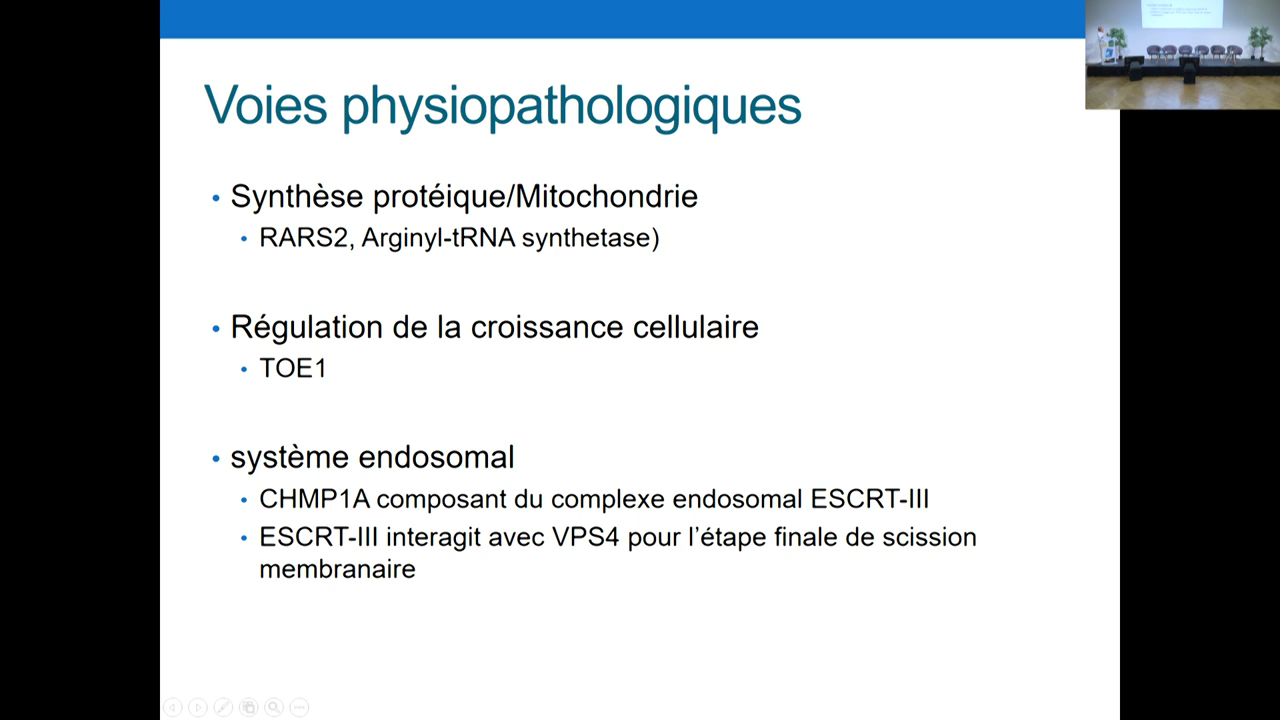 Voies physiopathologiques
• Synthèse protéique/Mitochondrie
• RARS2, Arginyl-tRNA synthetase)
• Régulation de la croissance cellulaire
• TOE1
• système endosomal
• CHMP1A composant du complexe endosomal ESCRT-III
• ESCRT-III interagit avec VPS4 pour l’étape finale de scission
membranaire